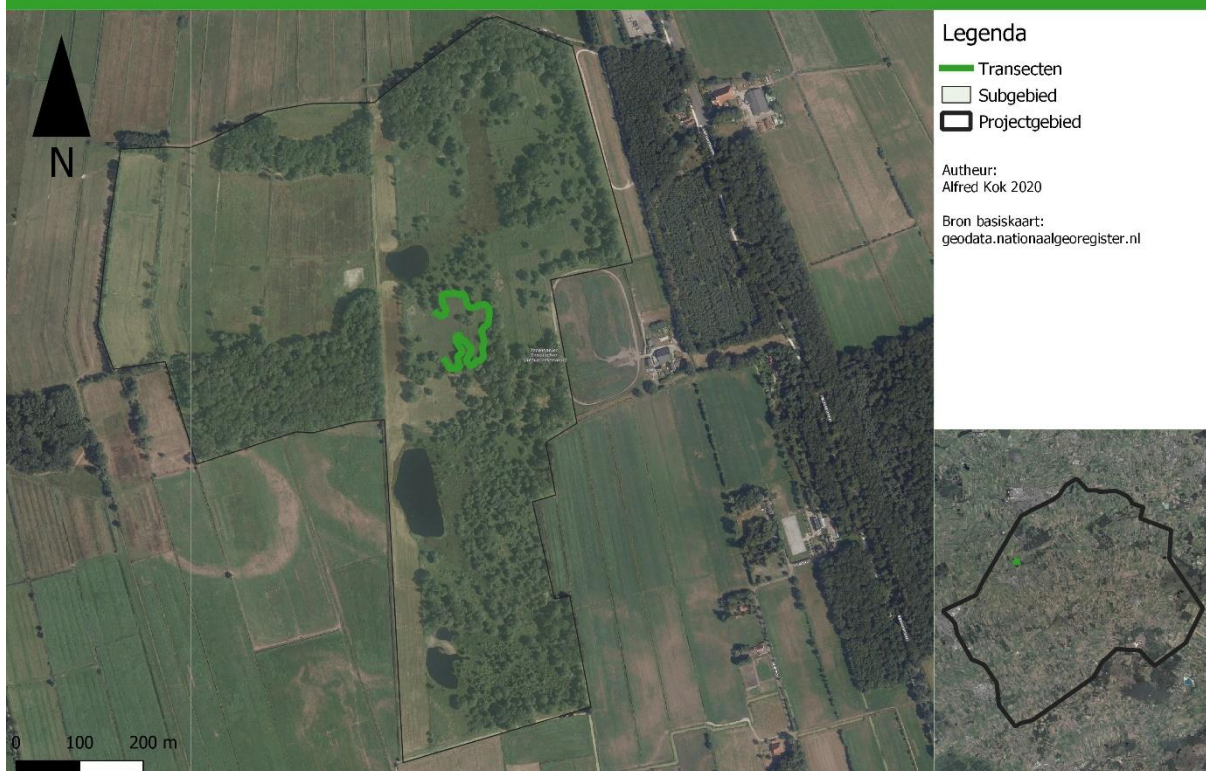 N
0 100 200 m
Legenda
Transecten
Subgebied
Projectgebied
Autheur:
Alfred Kok 2020
Bron basiskaart:
geodata.nationaalgeoregister.nl